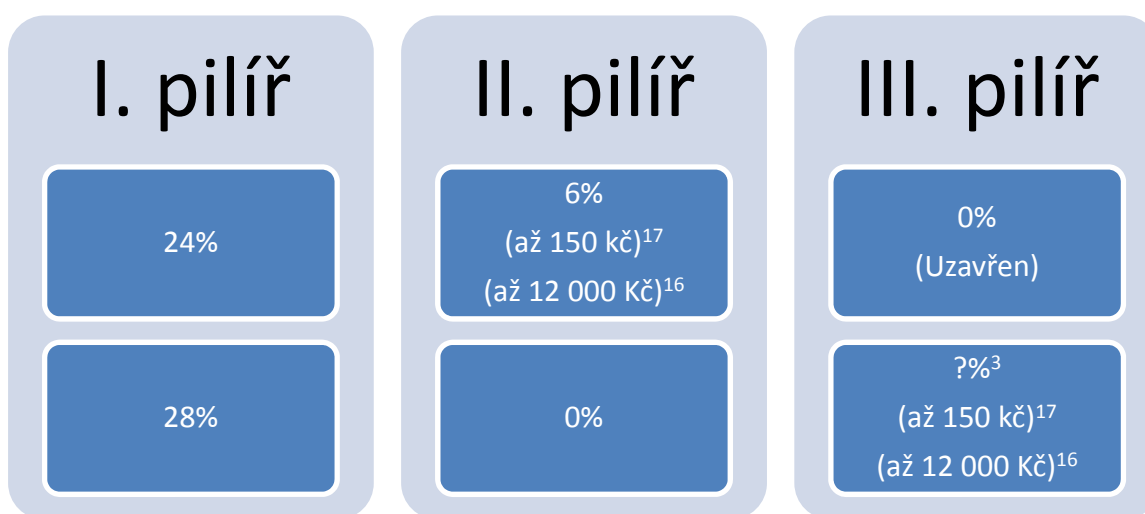 I. pilíř
24%
28%
II. pilíř
6%
(až 150 kč)¹⁷
(až 12 000 Kč)¹⁶
0%
III. pilíř
0%
(Uzavřen)
?%³
(až 150 kč)¹⁷
(až 12 000 Kč)¹⁶